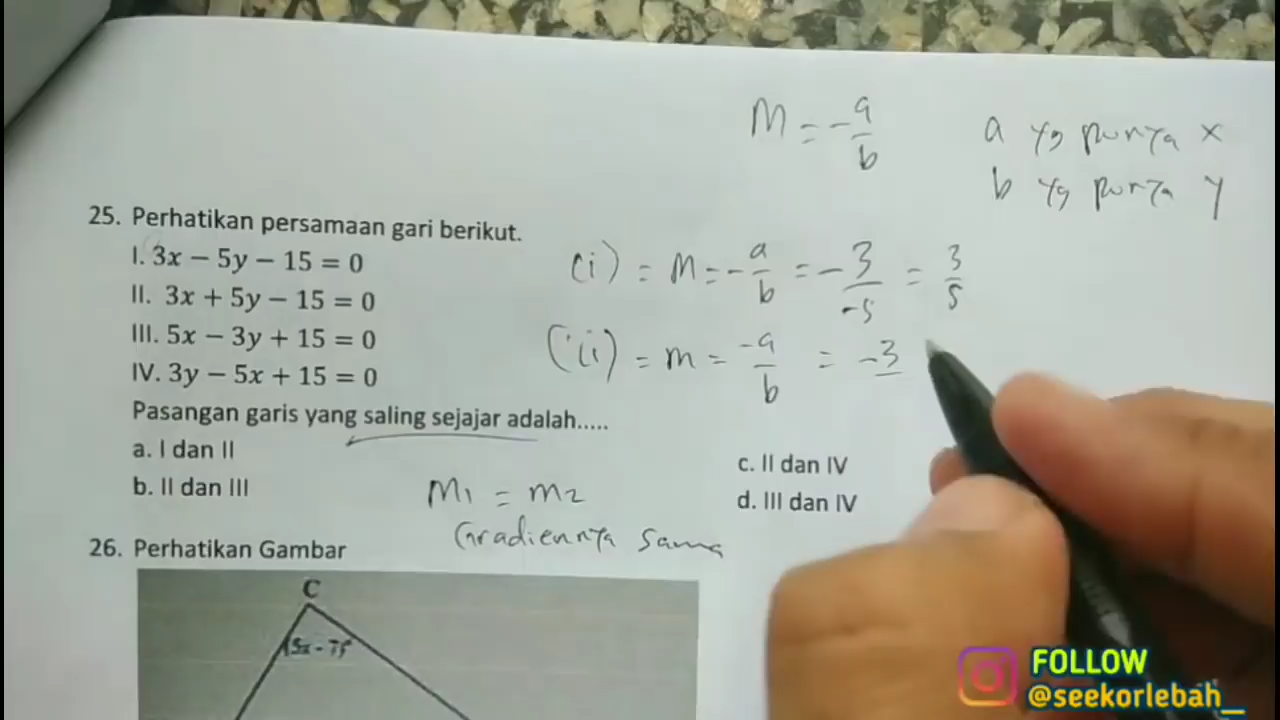 M = -a/b
a yg punya x
b yg punya y
25. Perhatikan persamaan gari berikut.
I. 3x − 5y − 15 = 0
II. 3x + 5y − 15 = 0
III. 5x − 3y + 15 = 0
IV. 3y − 5x + 15 = 0
(i) = M = -a/b = -3/-5 = 3/5
(ii) = m = -a/b = -3
Pasangan garis yang saling sejajar adalah.....
a. I dan II
b. II dan III
c. II dan IV
d. III dan IV
M1 = m2
Gradiennya sama
26. Perhatikan Gambar
C
5x - 75
FOLLOW
@seekorlebah_